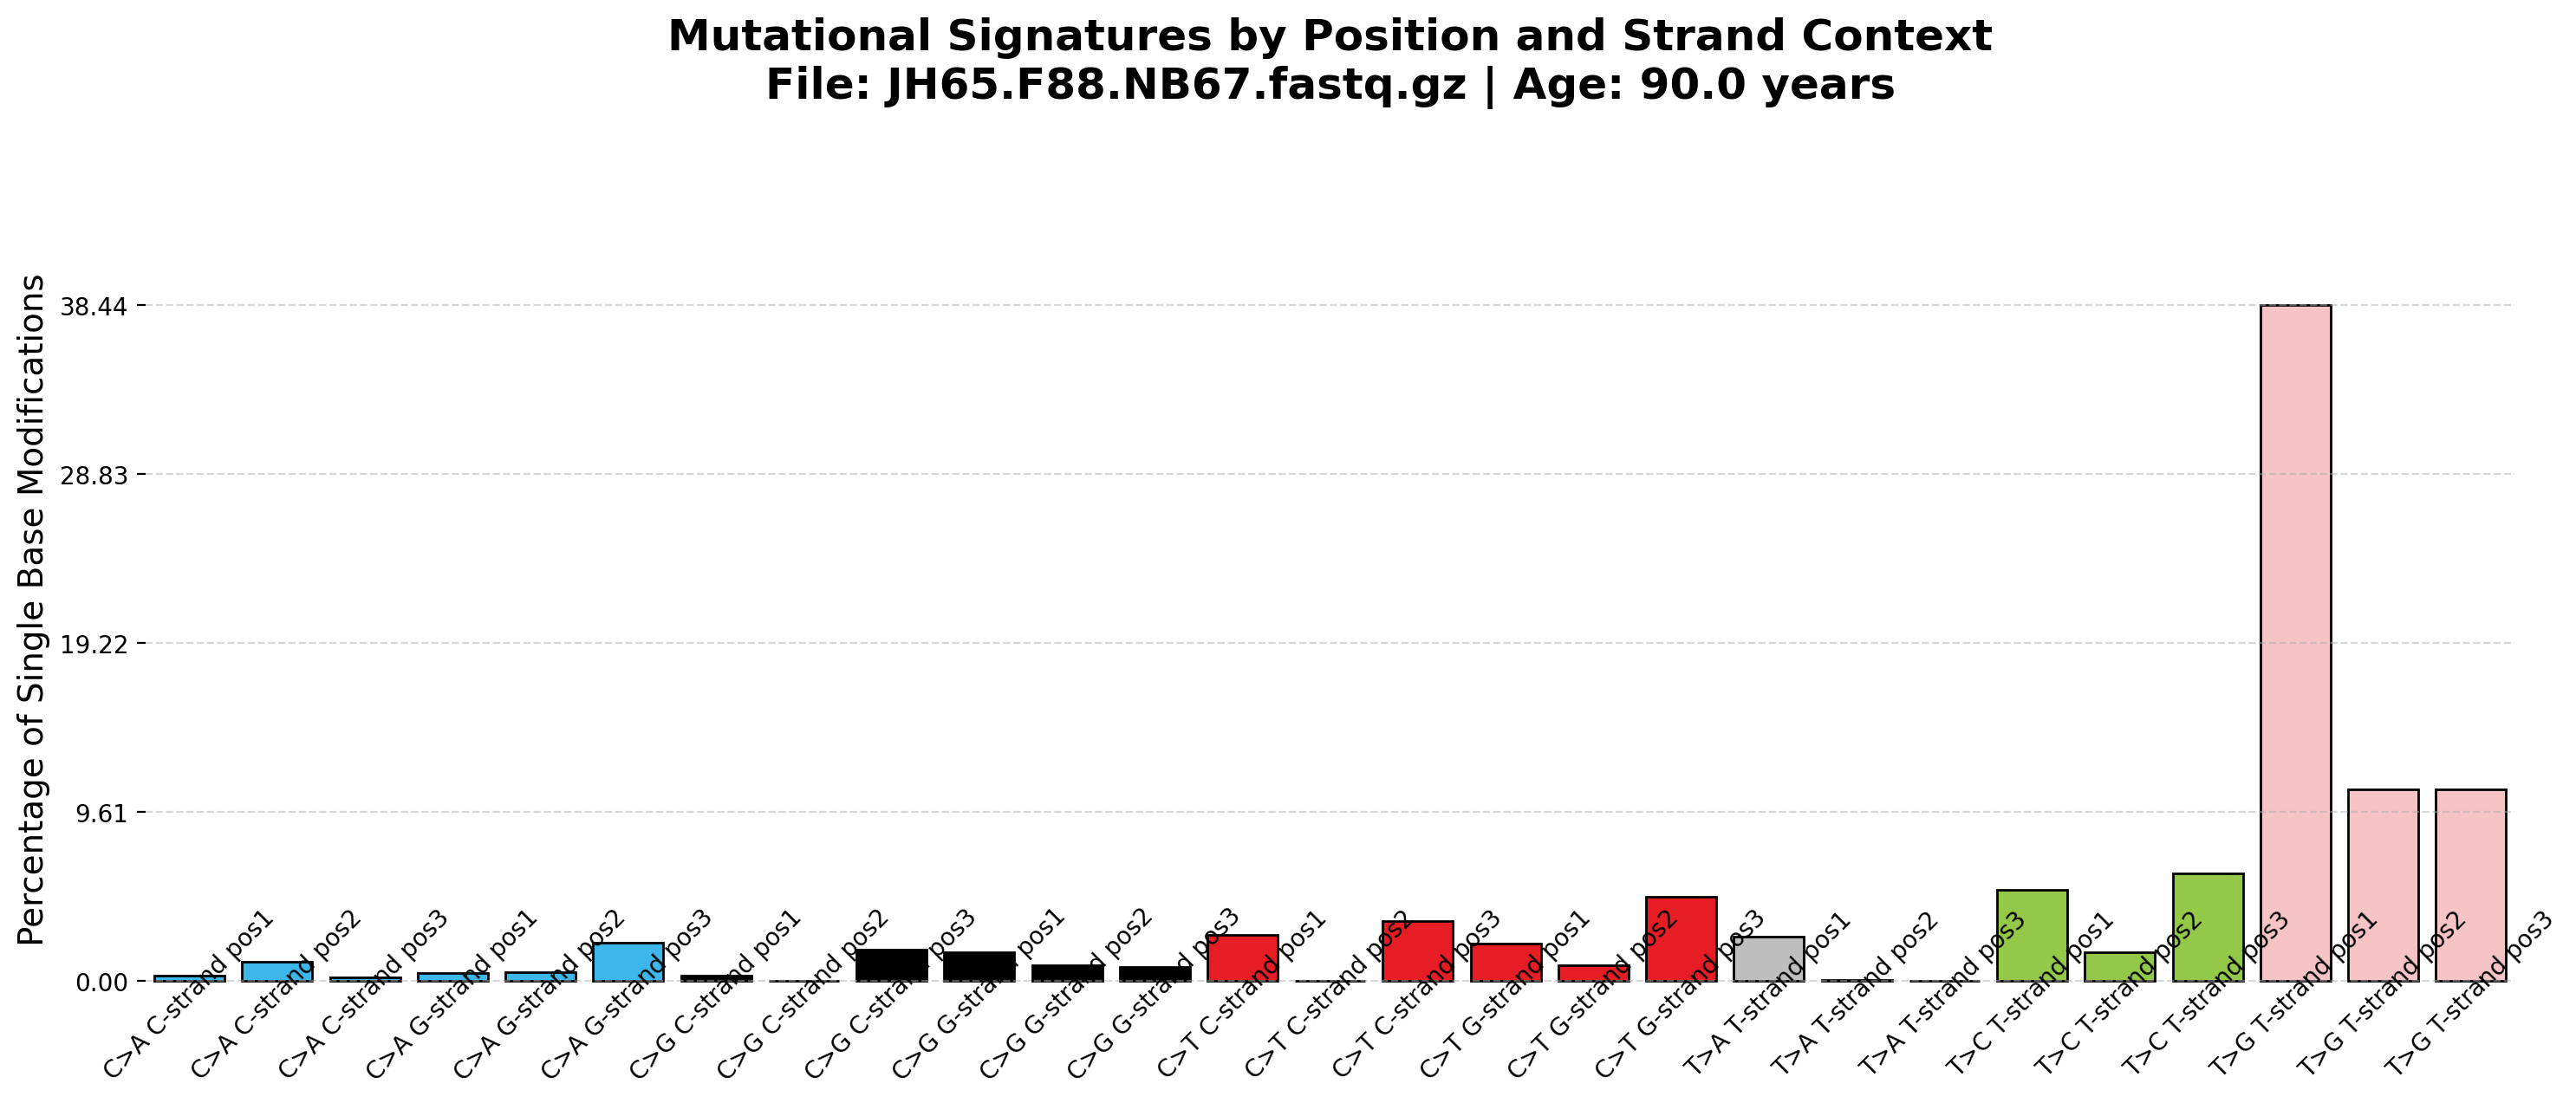 Mutational Signatures by Position and Strand Context
File: JH65.F88.NB67.fastq.gz | Age: 90.0 years
Percentage of Single Base Modifications
38.44
28.83
19.22
9.61
0.00
C>A C-strand pos1
C>A C-strand pos2
C>A C-strand pos3
C>A G-strand pos1
C>A G-strand pos2
C>A G-strand pos3
C>G C-strand pos1
C>G C-strand pos2
C>G C-strand pos3
C>G G-strand pos1
C>G G-strand pos2
C>G G-strand pos3
C>T C-strand pos1
C>T C-strand pos2
C>T C-strand pos3
C>T G-strand pos1
C>T G-strand pos2
C>T G-strand pos3
T>A T-strand pos1
T>A T-strand pos2
T>A T-strand pos3
T>C T-strand pos1
T>C T-strand pos2
T>C T-strand pos3
T>G T-strand pos1
T>G T-strand pos2
T>G T-strand pos3